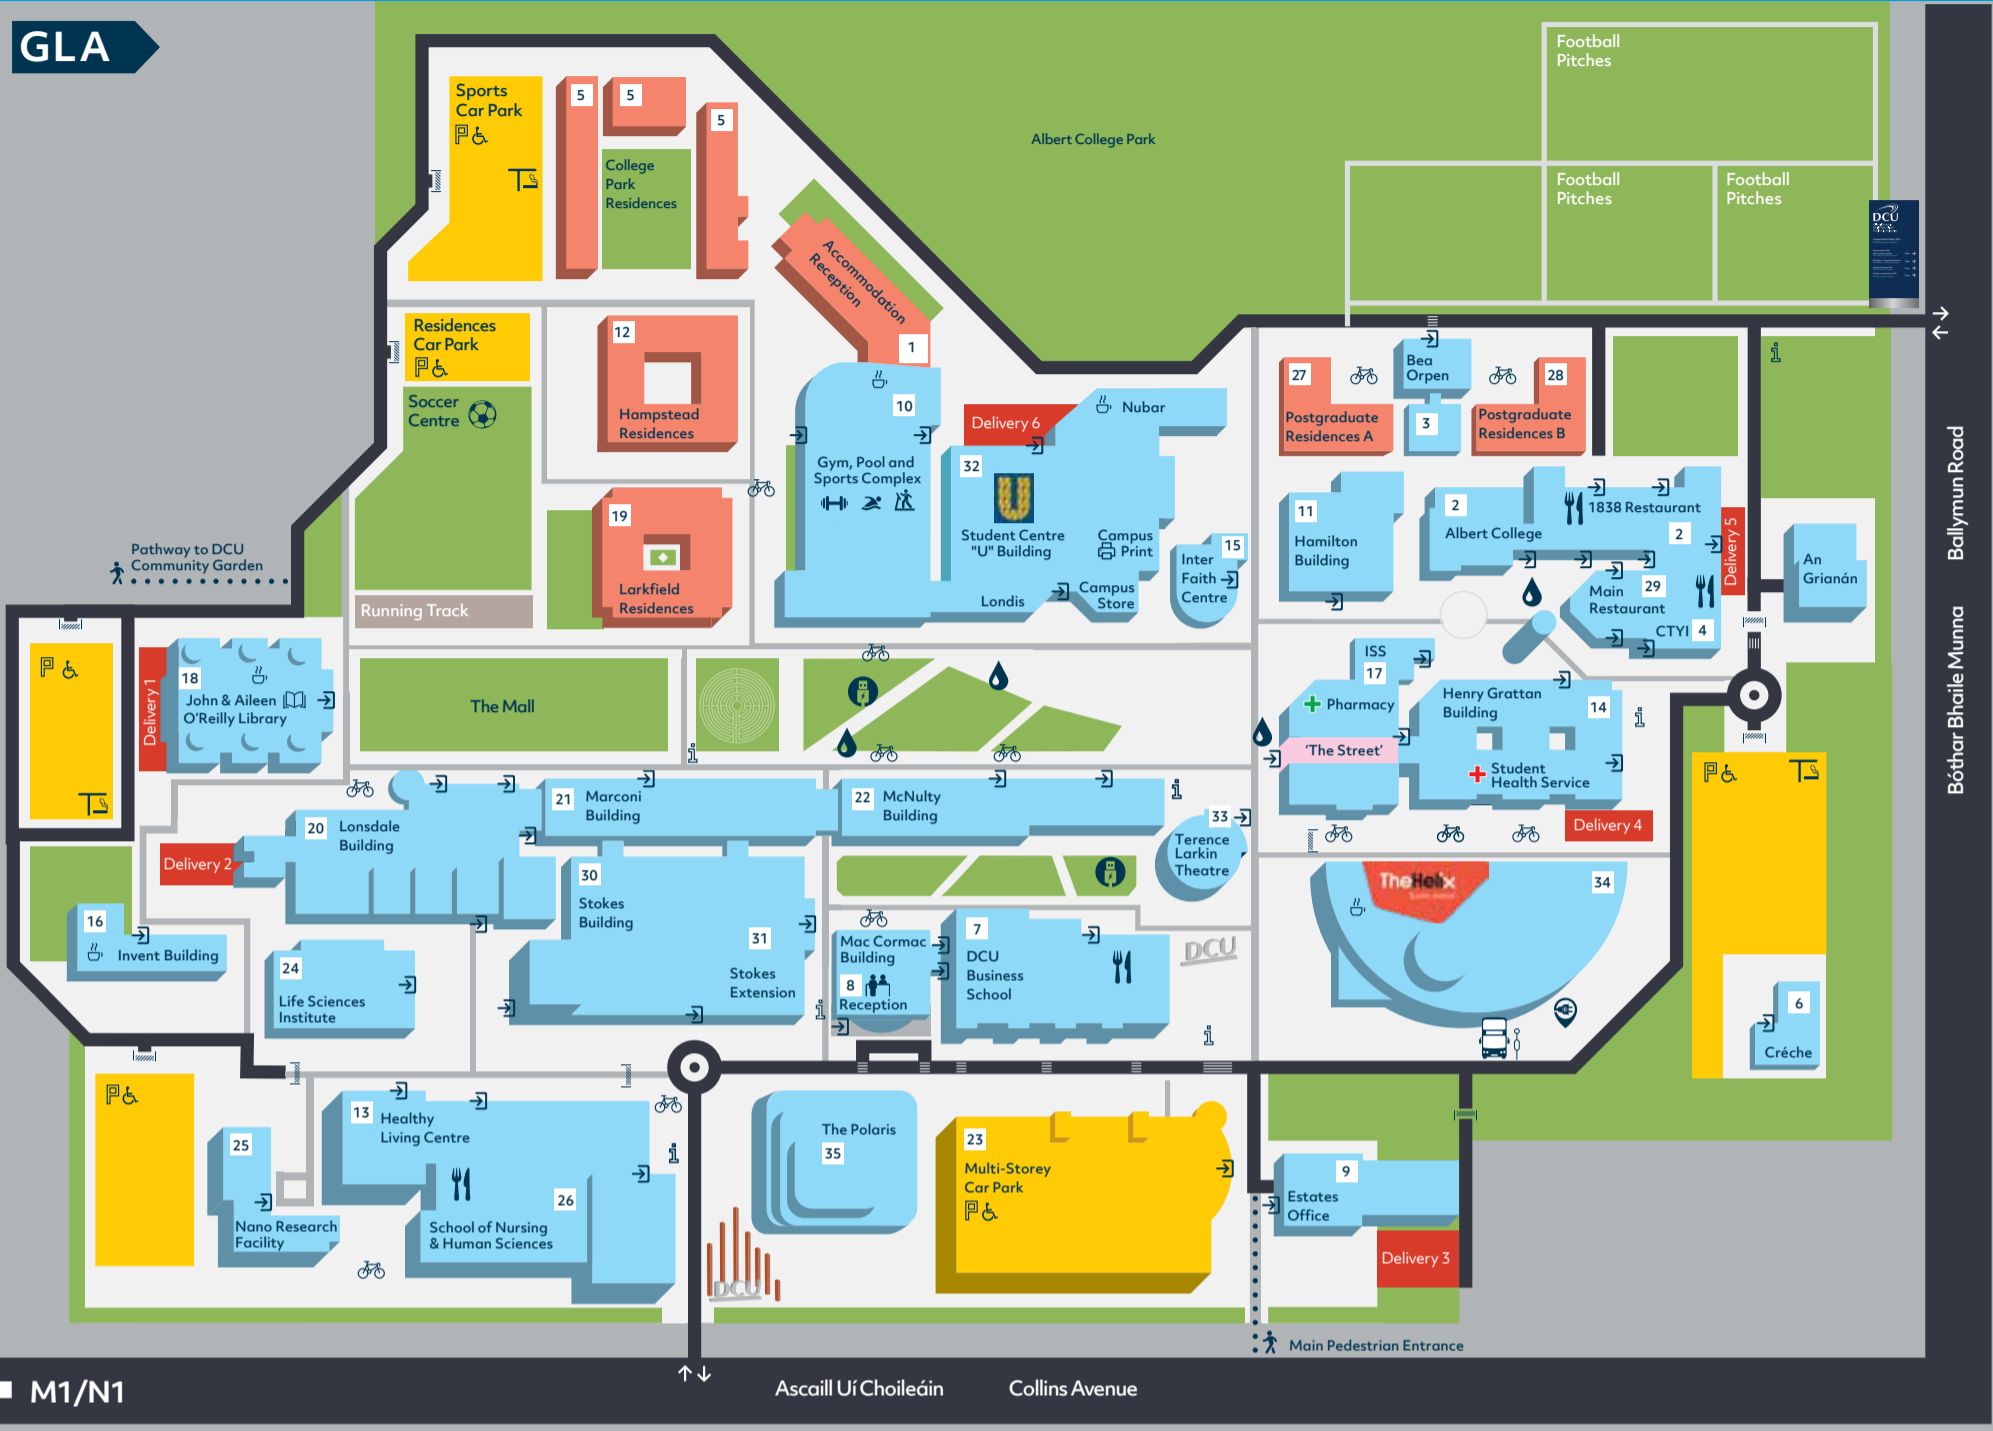 GLA
Football
Pitches
Sports
Car Park
5
5
5
Albert College Park
College
Park
Residences
Football
Pitches
Football
Pitches
DCU
Accommodation
Reception
1
Residences
Car Park
12
Hampstead
Residences
Soccer
Centre
10
Gym, Pool and
Sports Complex
Delivery 6
Nubar
32
U
Student Centre
"U" Building
Campus
Print
Campus
Store
Londis
15
Inter
Faith
Centre
27
Postgraduate
Residences A
Bea
Orpen
3
28
Postgraduate
Residences B
11
Hamilton
Building
2
Albert College
1838 Restaurant
2
Delivery 5
29
Main
Restaurant
CTYI 4
An
Grianán
Ballymun Road
Bóthar Bhaile Munna
19
Larkfield
Residences
Running Track
Pathway to DCU
Community Garden
Delivery 1
18
John & Aileen
O'Reilly Library
The Mall
ISS
17
Pharmacy
'The Street'
Henry Grattan
Building
14
Student
Health Service
Delivery 4
21
Marconi
Building
22
McNulty
Building
33
Terence
Larkin
Theatre
20
Lonsdale
Building
Delivery 2
30
Stokes
Building
31
Stokes
Extension
TheHelix
34
16
Invent Building
24
Life Sciences
Institute
Mac Cormac
Building
8
Reception
7
DCU
Business
School
DCU
6
Créche
13
Healthy
Living Centre
25
Nano Research
Facility
26
School of Nursing
& Human Sciences
The Polaris
35
DCU
23
Multi-Storey
Car Park
9
Estates
Office
Delivery 3
Main Pedestrian Entrance
M1/N1
Ascaill Uí Choileáin
Collins Avenue